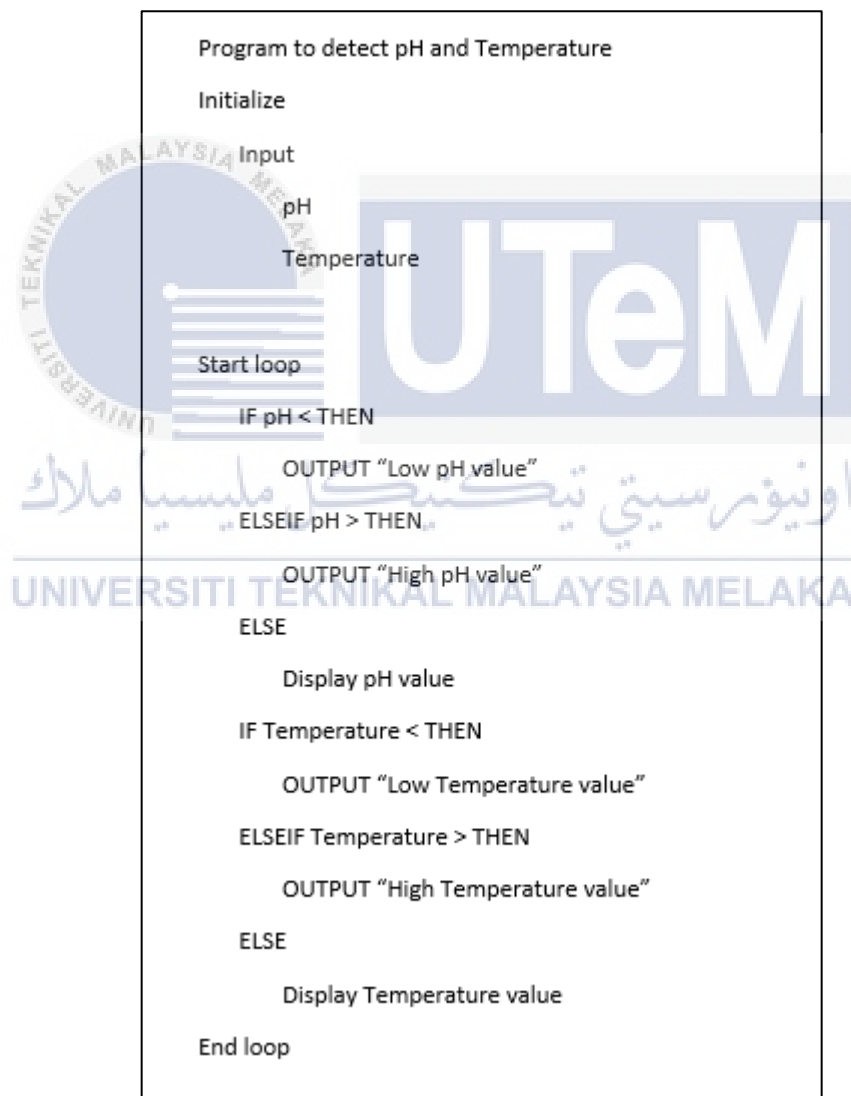 Program to detect pH and Temperature
Initialize
Input
pH
Temperature
Start loop
IF pH < THEN
OUTPUT “Low pH value”
ELSEIF pH > THEN
OUTPUT “High pH value”
ELSE
Display pH value
IF Temperature < THEN
OUTPUT “Low Temperature value”
ELSEIF Temperature > THEN
OUTPUT “High Temperature value”
ELSE
Display Temperature value
End loop
UNIVERSITI TEKNIKAL MALAYSIA MELAKA
UTeM
اونيۏرسيتي تيكنيكل مليسيا ملاك
UNIVERSITI TEKNIKAL MALAYSIA MELAKA